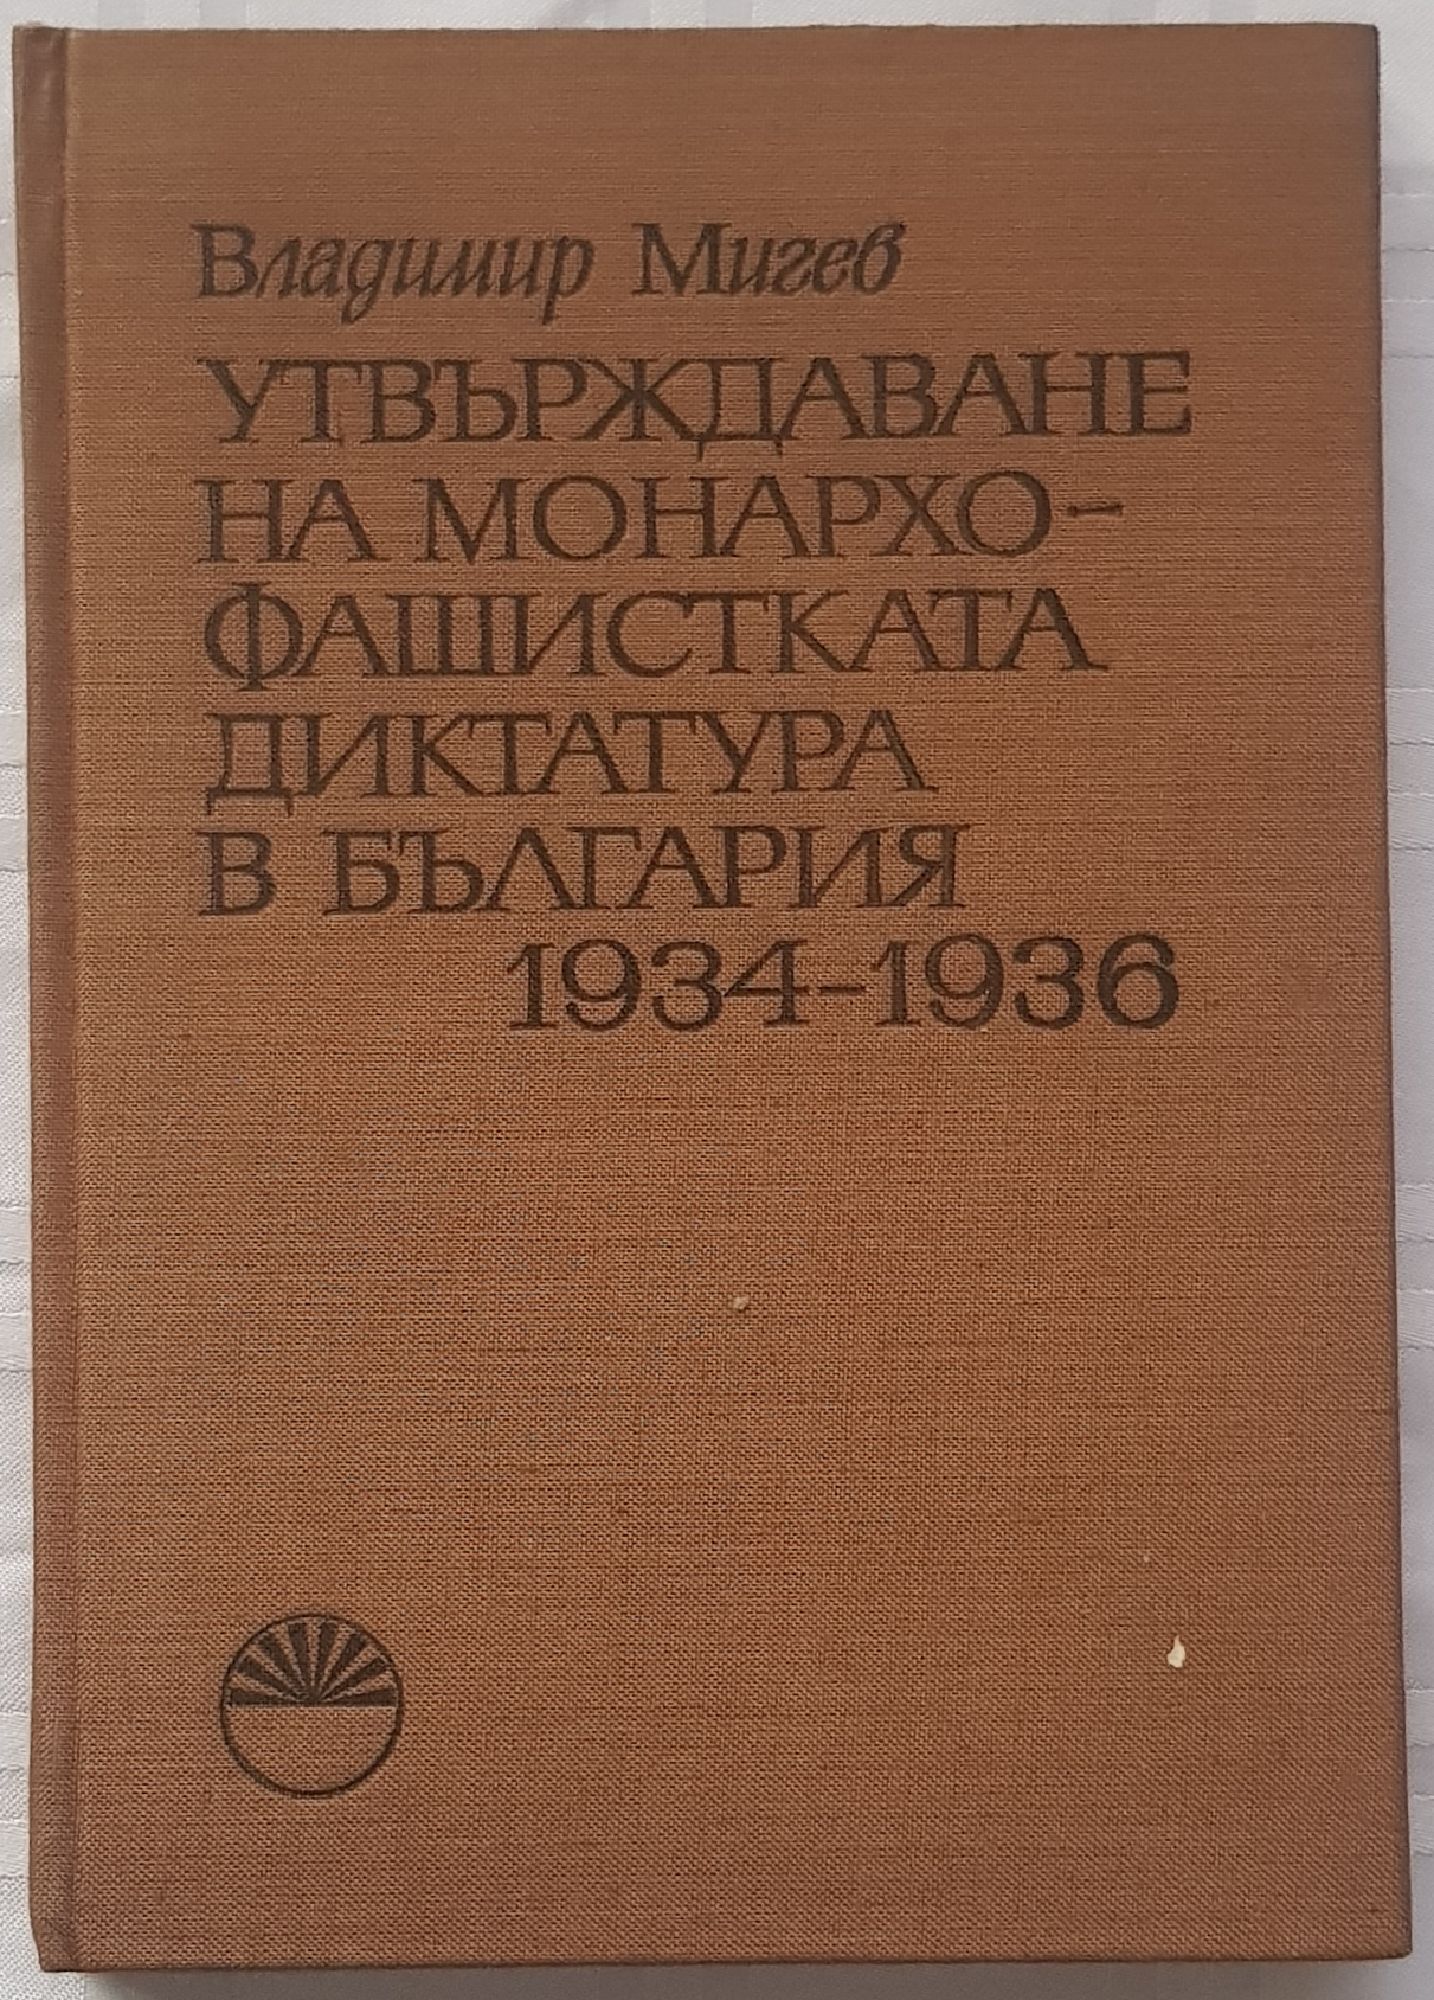 Владимир Мигев
УТВЪРЖДАВАНЕ
НА МОНАРХО-
ФАШИСТКАТА
ДИКТАТУРА
В БЪЛГАРИЯ
1934–1936